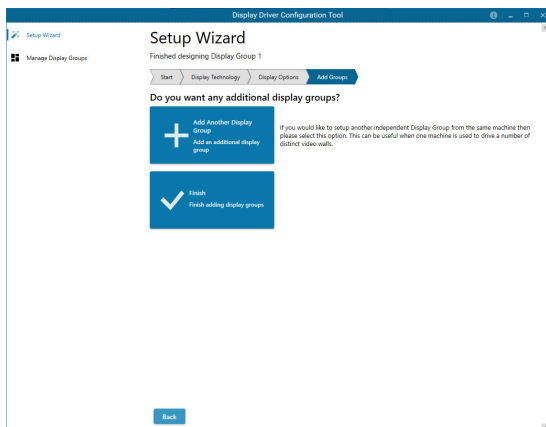 Display Driver Configuration Tool
Setup Wizard
Manage Display Groups
Setup Wizard
Finished designing Display Group 1
Start
Display Technology
Display Options
Add Groups
Do you want any additional display groups?
Add Another Display
Group
Add an additional display
group
If you would like to setup another independent Display Group from the same machine then
please select this option. This can be useful when one machine is used to drive a number of
distinct video walls.
Finish
Finish adding display groups
Back